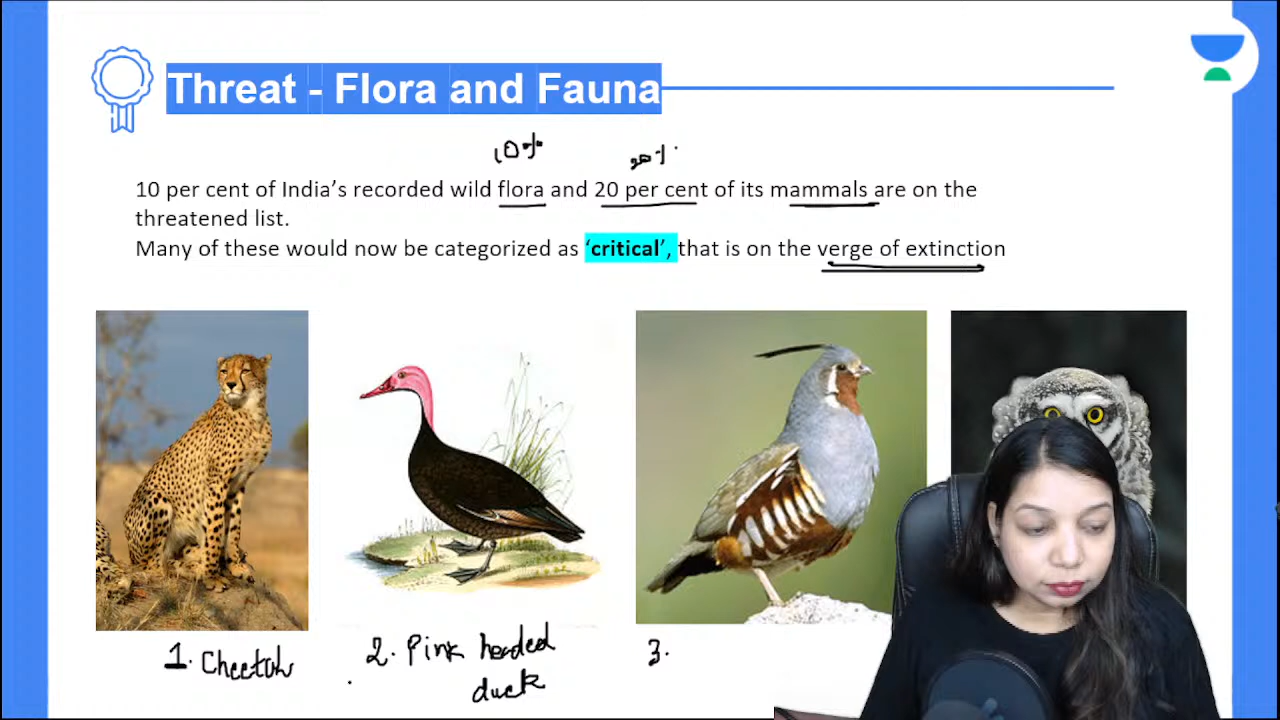 Threat - Flora and Fauna
10% 20%
10 per cent of India’s recorded wild flora and 20 per cent of its mammals are on the
threatened list.
Many of these would now be categorized as ‘critical’, that is on the verge of extinction
1. Cheetah
2. Pink headed
duck
3.